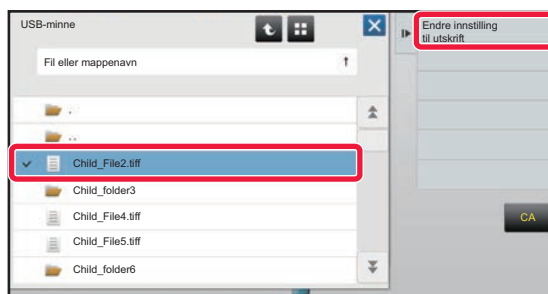 USB-minne
Endre innstilling
til utskrift
Fil eller mappenavn
.
..
Child_File2.tiff
Child_folder3
Child_File4.tiff
Child_File5.tiff
Child_folder6
CA